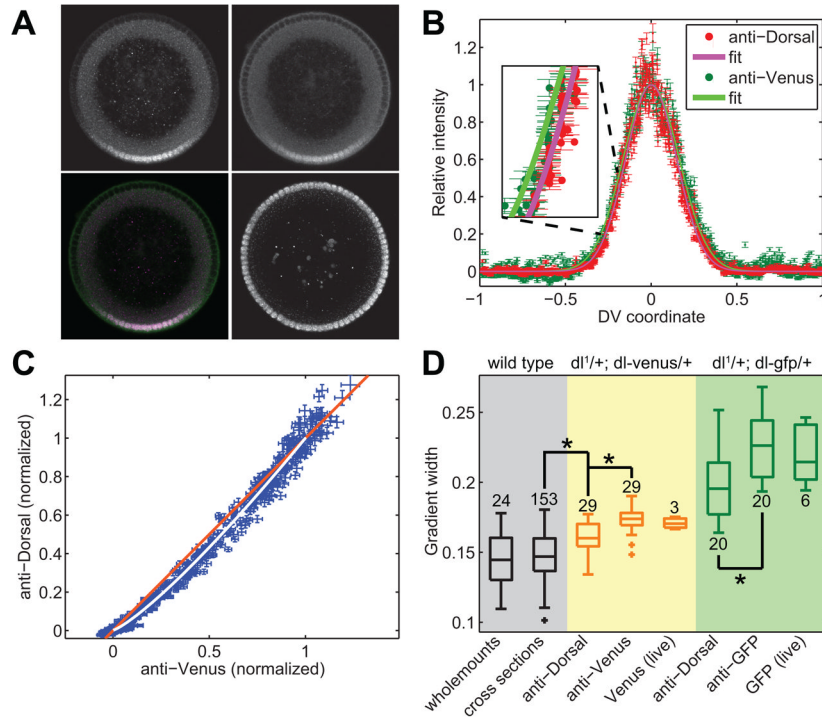 A
B
anti−Dorsal
fit
anti−Venus
fit
1.2
1
0.8
0.6
0.4
0.2
0
Relative intensity
−1
−0.5
0
0.5
1
DV coordinate
C
1.2
1
0.8
0.6
0.4
0.2
0
anti−Dorsal (normalized)
0
0.5
1
anti−Venus (normalized)
D
wild type
dl¹/+; dl-venus/+
dl¹/+; dl-gfp/+
0.25
0.2
0.15
0.1
Gradient width
24
153
*
29
*
29
3
20
*
20
6
wholemounts
cross sections
anti−Dorsal
anti−Venus
Venus (live)
anti−Dorsal
anti−GFP
GFP (live)